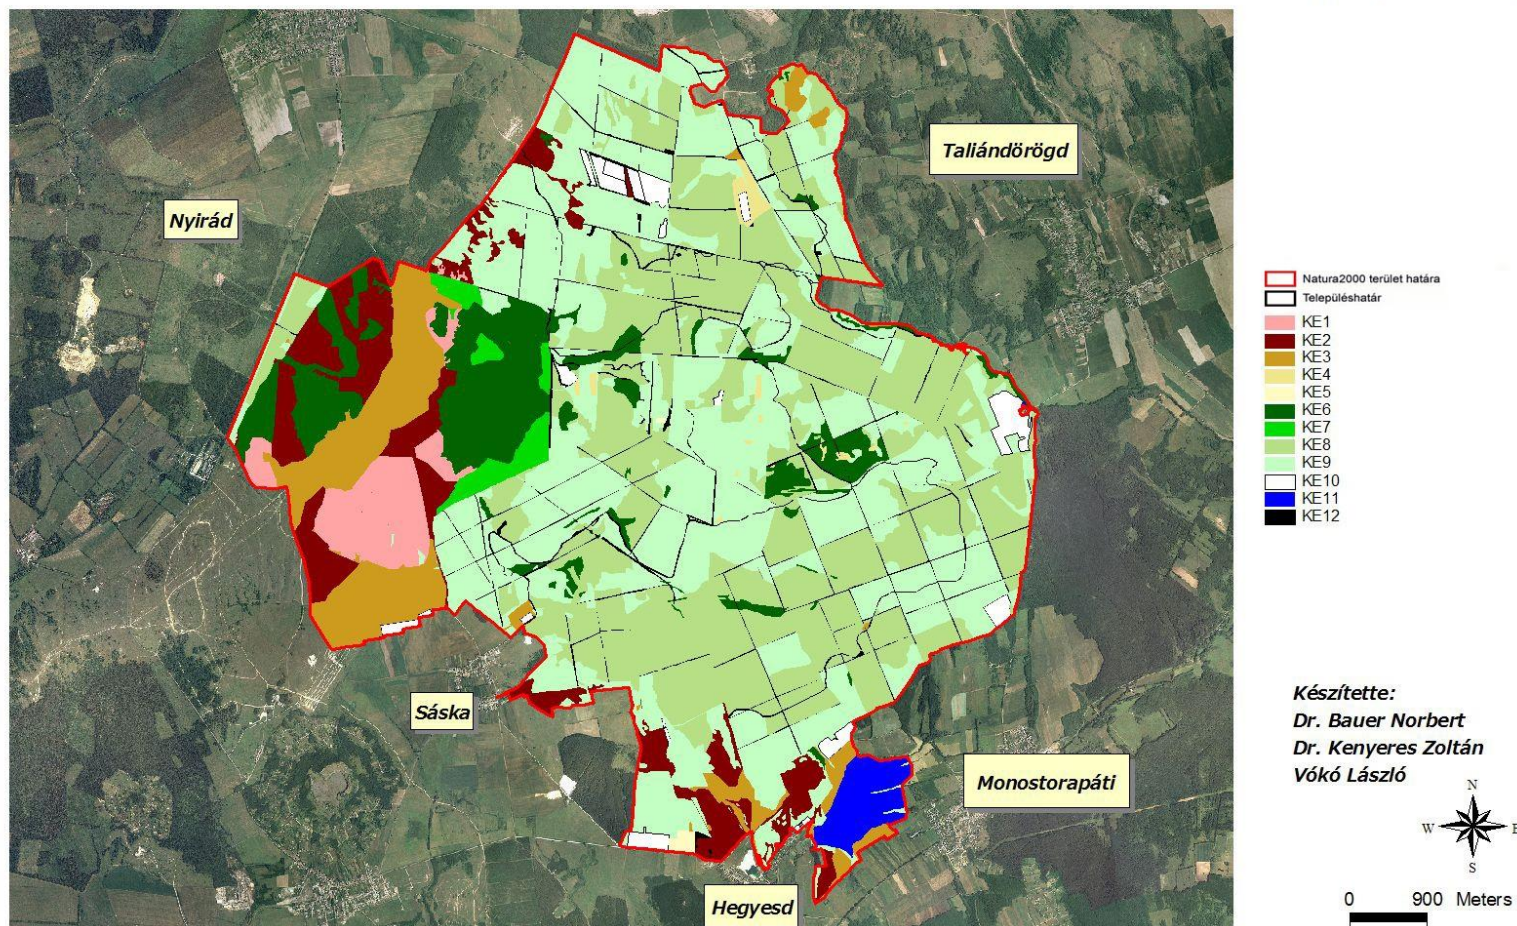 Taliándörögd
Nyirád
Sáska
Monostorapáti
Hegyesd
Natura2000 terület határa
Településhatár
KE1
KE2
KE3
KE4
KE5
KE6
KE7
KE8
KE9
KE10
KE11
KE12
Készítette:
Dr. Bauer Norbert
Dr. Kenyeres Zoltán
Vókó László
N
W
E
S
0 900 Meters